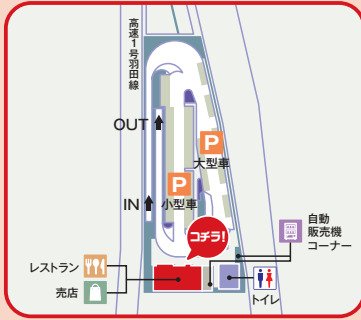 高速1号羽田線
OUT
P
大型車
P
IN
小型車
コチラ!
自動
販売機
コーナー
レストラン
売店
トイレ